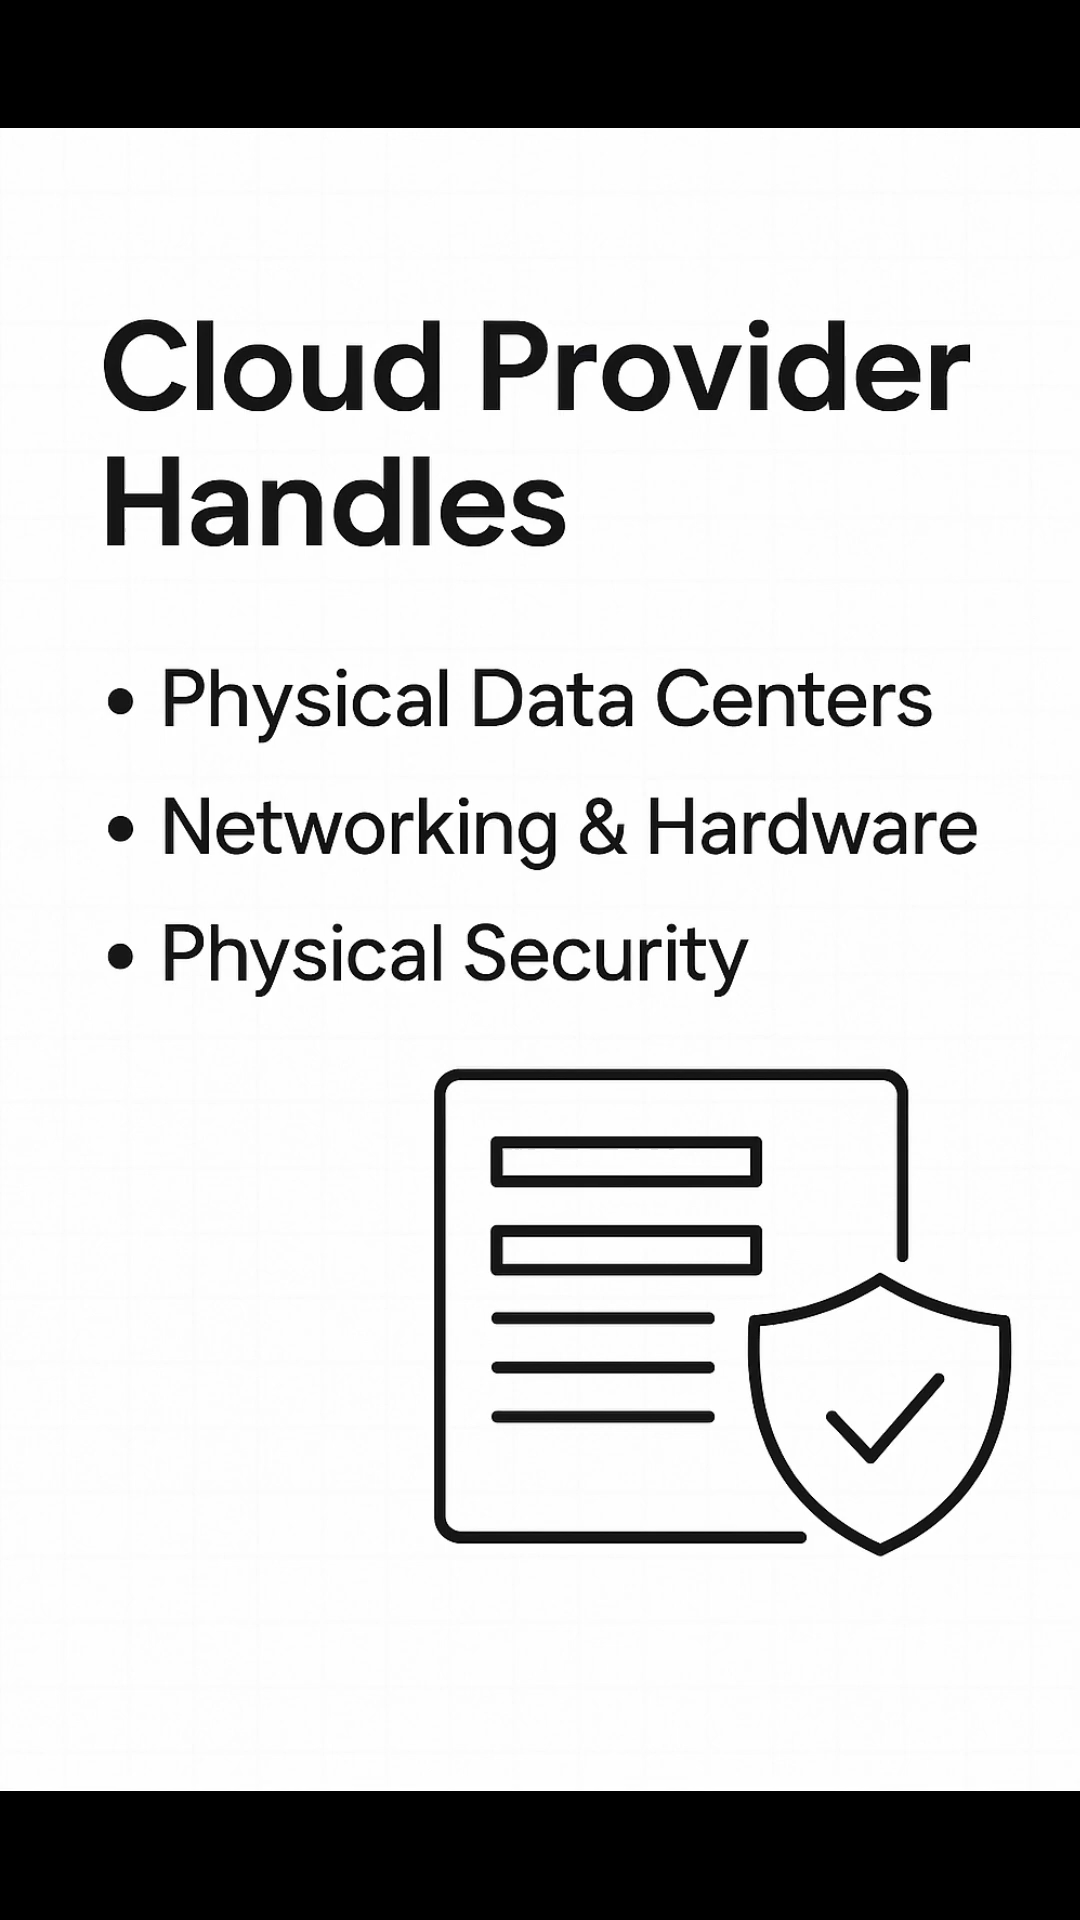 Cloud Provider
Handles
• Physical Data Centers
• Networking & Hardware
• Physical Security